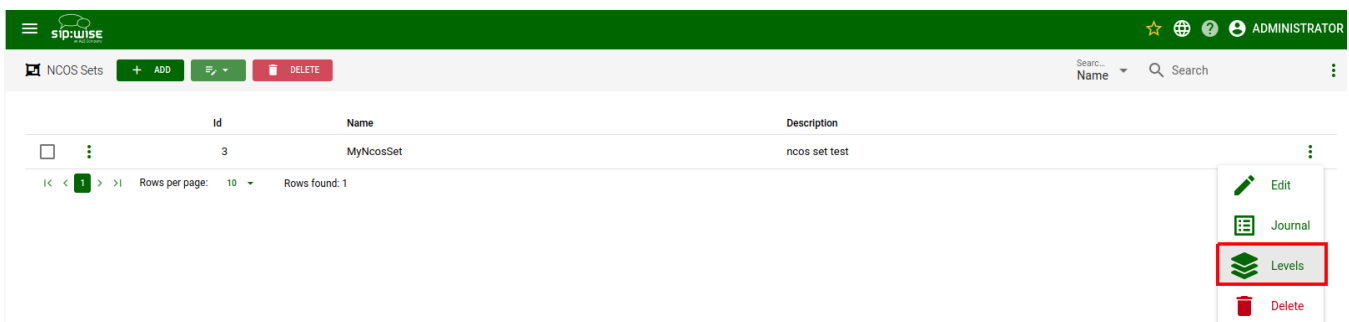 sip:wise
ADMINISTRATOR
NCOS Sets + ADD DELETE Searc... Name Search
Id Name Description
3 MyNcosSet ncos set test
1 Rows per page: 10 Rows found: 1
Edit
Journal
Levels
Delete